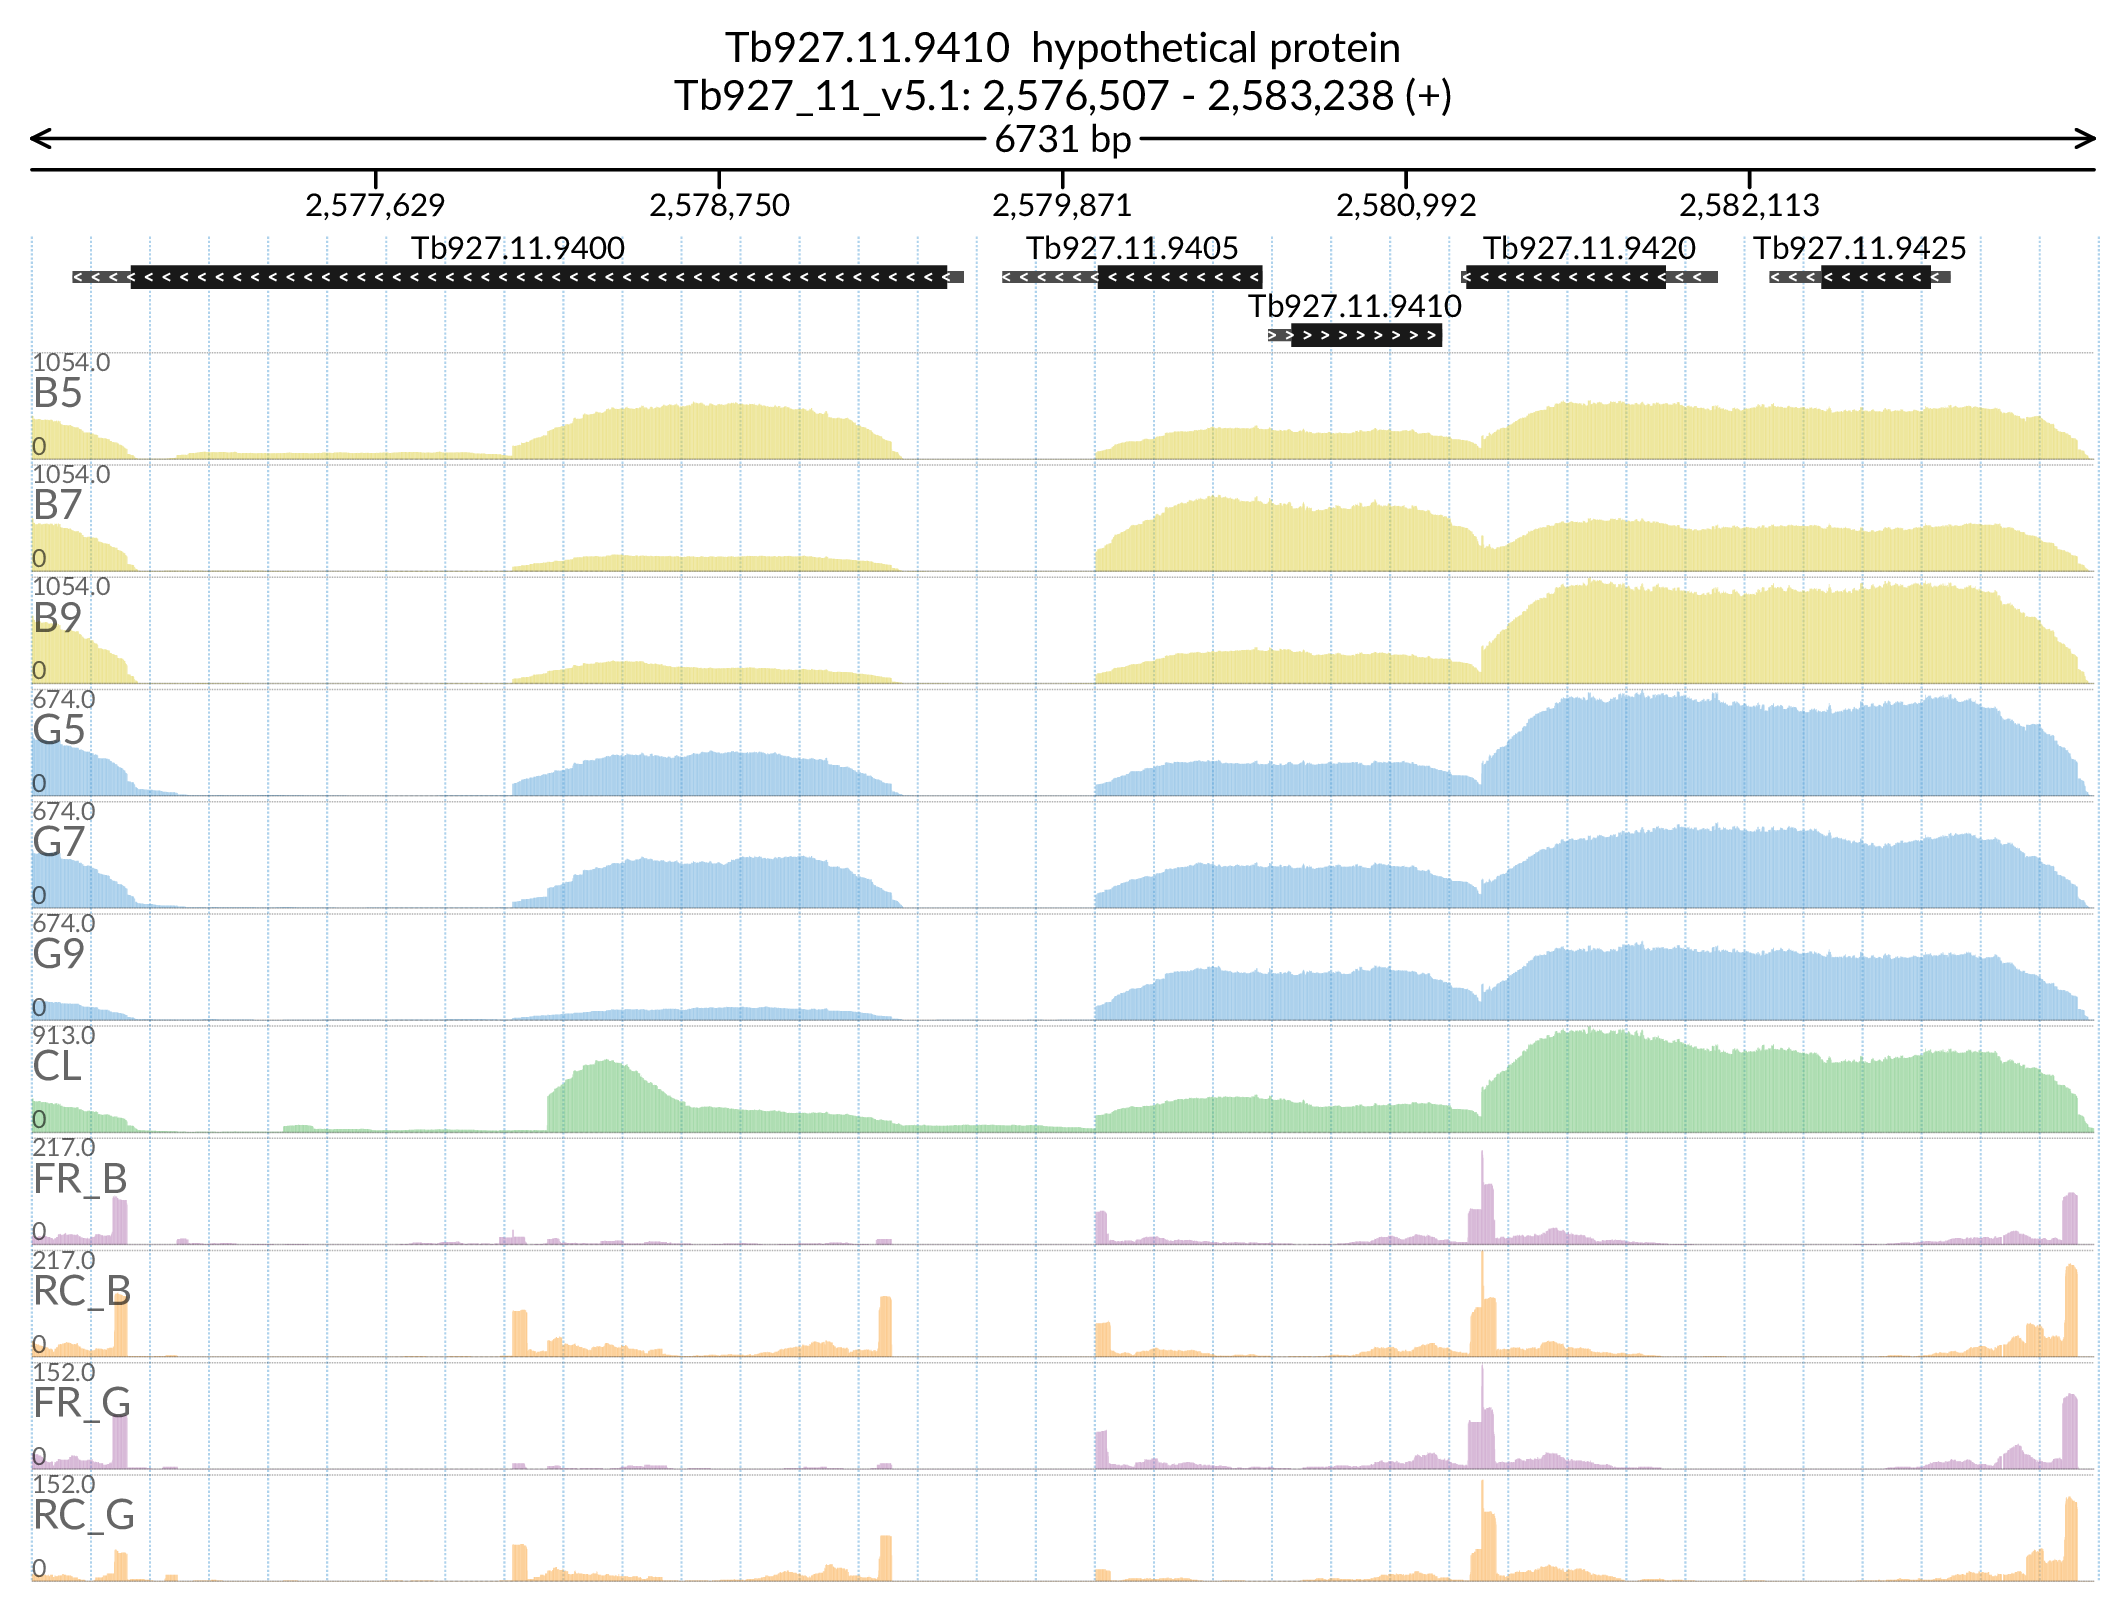 Tb927.11.9410  hypothetical protein
Tb927_11_v5.1: 2,576,507 - 2,583,238 (+)
6731 bp
2,577,629 2,578,750 2,579,871 2,580,992 2,582,113
Tb927.11.9400 Tb927.11.9405 Tb927.11.9420 Tb927.11.9425
Tb927.11.9410
1054.0
B5
0
1054.0
B7
0
1054.0
B9
0
674.0
G5
0
674.0
G7
0
674.0
G9
0
913.0
CL
0
217.0
FR_B
0
217.0
RC_B
0
152.0
FR_G
0
152.0
RC_G
0